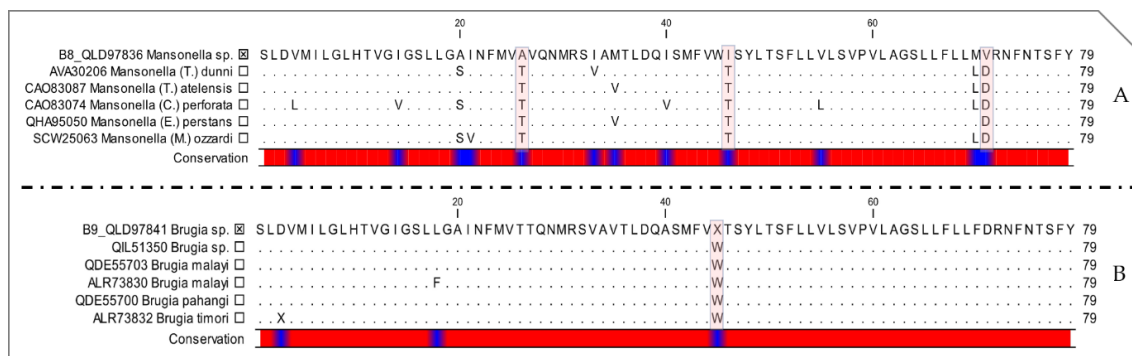 20 40 60
B8_QLD97836 Mansonella sp. ☒ SLDVMILGLHTVGIGSLLGAINFMVAVQNMRSIAMTLDQISMFVWISYLTSFLLVLSVPVLAGSLLFLLMVRNFNTSFY 79
AVA30206 Mansonella (T.) dunni ☐ ...................S.....T......V............T.......................LD........ 79
CAO83087 Mansonella (T.) atelensis ☐ .........................T........V..........T.......................LD........ 79
CAO83074 Mansonella (C.) perforata ☐ ...L.........V.....S.....T.............V.....T........L..............LD........ 79
QHA95050 Mansonella (E.) perstans ☐ .........................T........V..........T.......................LD........ 79
SCW25063 Mansonella (M.) ozzardi ☐ ...................SV....T...................T.......................LD........ 79
Conservation
A
20 40 60
B9_QLD97841 Brugia sp. ☒ SLDVMILGLHTVGIGSLLGAINFMVTTQNMRSVAVTLDQASMFVXTSYLTSFLLVLSVPVLAGSLLFLLFDRNFNTSFY 79
QIL51350 Brugia sp. ☐ ............................................W.................................. 79
QDE55703 Brugia malayi ☐ ............................................W.................................. 79
ALR73830 Brugia malayi ☐ .................F..........................W.................................. 79
QDE55700 Brugia pahangi ☐ ............................................W.................................. 79
ALR73832 Brugia timori ☐ ..X.........................................W.................................. 79
Conservation
B